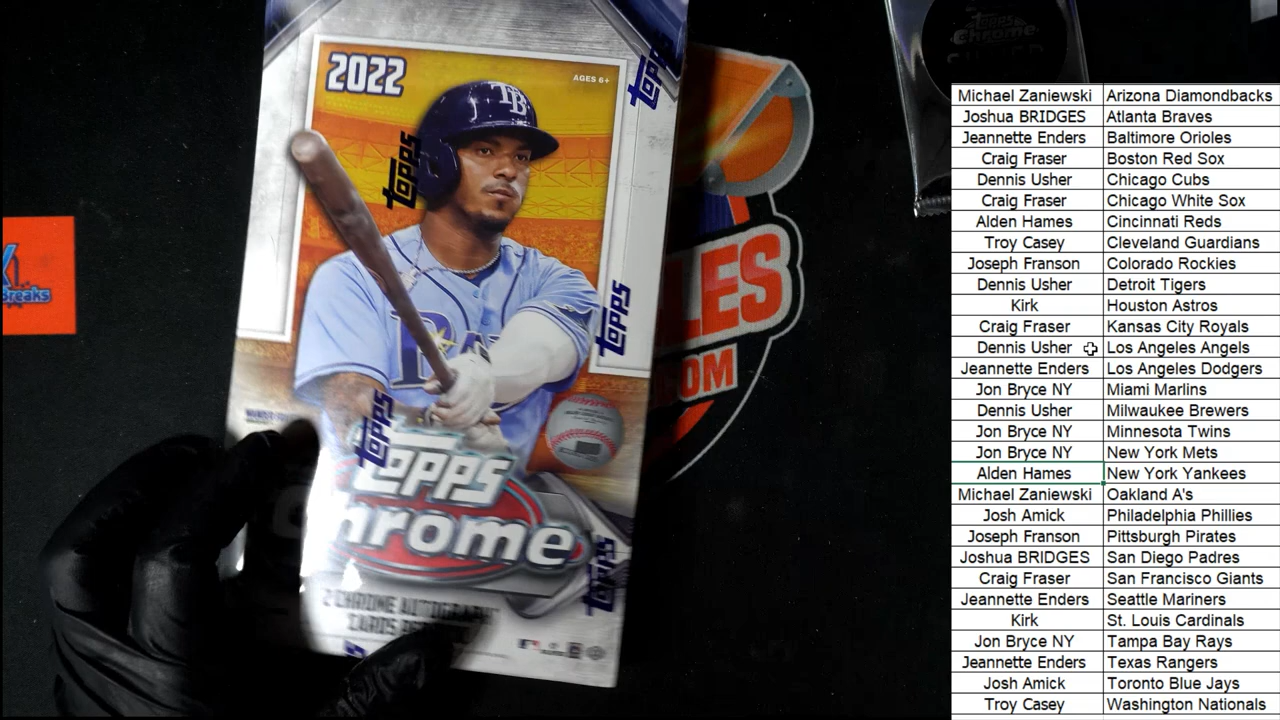 2022
AGES 6+
TB
topps
topps
topps
topps
topps
Topps
Chrome
2 CHROME AUTOGRAPH
CARDS
Topps
Chrome
LES
OM
Breaks
Michael Zaniewski Arizona Diamondbacks
Joshua BRIDGES Atlanta Braves
Jeannette Enders Baltimore Orioles
Craig Fraser Boston Red Sox
Dennis Usher Chicago Cubs
Craig Fraser Chicago White Sox
Alden Hames Cincinnati Reds
Troy Casey Cleveland Guardians
Joseph Franson Colorado Rockies
Dennis Usher Detroit Tigers
Kirk Houston Astros
Craig Fraser Kansas City Royals
Dennis Usher Los Angeles Angels
Jeannette Enders Los Angeles Dodgers
Jon Bryce NY Miami Marlins
Dennis Usher Milwaukee Brewers
Jon Bryce NY Minnesota Twins
Jon Bryce NY New York Mets
Alden Hames New York Yankees
Michael Zaniewski Oakland A's
Josh Amick Philadelphia Phillies
Joseph Franson Pittsburgh Pirates
Joshua BRIDGES San Diego Padres
Craig Fraser San Francisco Giants
Jeannette Enders Seattle Mariners
Kirk St. Louis Cardinals
Jon Bryce NY Tampa Bay Rays
Jeannette Enders Texas Rangers
Josh Amick Toronto Blue Jays
Troy Casey Washington Nationals